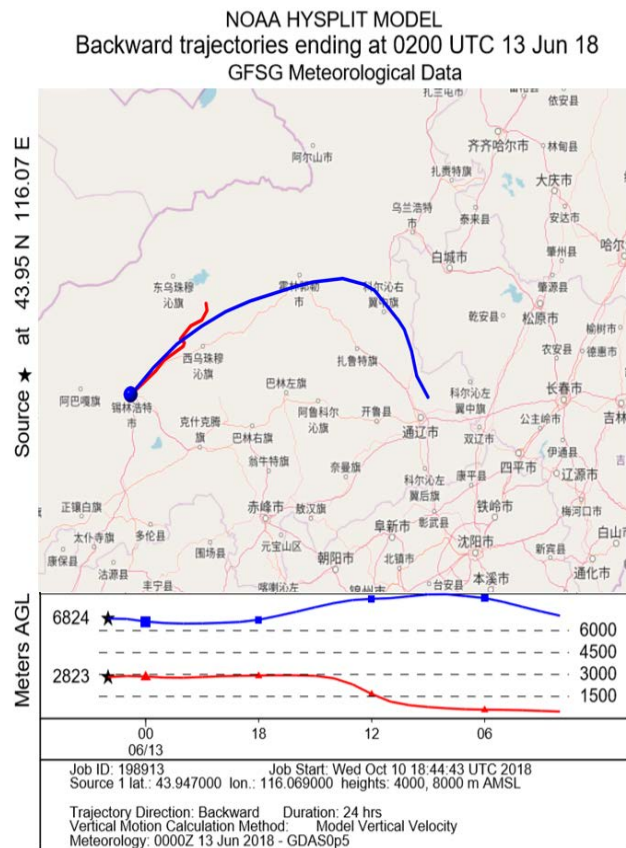 NOAA HYSPLIT MODEL
Backward trajectories ending at 0200 UTC 13 Jun 18
GFSG Meteorological Data
Source ★ at 43.95 N 116.07 E
扎兰屯市
依安县
齐齐哈尔市
林甸县
阿尔山市
扎赉特旗
大庆市
乌兰浩特
市
泰来县
安达市
肇州县
哈尔
白城市
东乌珠穆
沁旗
霍林郭勒
市
科尔沁右
翼中旗
肇源县
乾安县
松原市
榆树市
西乌珠穆
沁旗
扎鲁特旗
农安县
德惠市
阿巴嘎旗
锡林浩特
市
巴林左旗
科尔沁左
翼中旗
长春市
克什克腾
旗
阿鲁科尔
沁旗
开鲁县
通辽市
吉林
巴林右旗
双辽市
公主岭市
伊通县
翁牛特旗
奈曼旗
科尔沁左
翼后旗
康平县
四平市
辽源市
正镶白旗
赤峰市
敖汉旗
彰武县
铁岭市
梅河口市
太仆寺旗
多伦县
阜新市
白山市
康保县
围场县
元宝山区
沈阳市
新宾县
沽源县
朝阳市
北镇市
通化市
丰宁县
喀喇沁左
锦州市
台安县
本溪市
Meters AGL
6824
2823
6000
4500
3000
1500
00 18 12 06
06/13
Job ID: 198913 Job Start: Wed Oct 10 18:44:43 UTC 2018
Source 1 lat.: 43.947000 lon.: 116.069000 heights: 4000, 8000 m AMSL
Trajectory Direction: Backward Duration: 24 hrs
Vertical Motion Calculation Method: Model Vertical Velocity
Meteorology: 0000Z 13 Jun 2018 - GDAS0p5